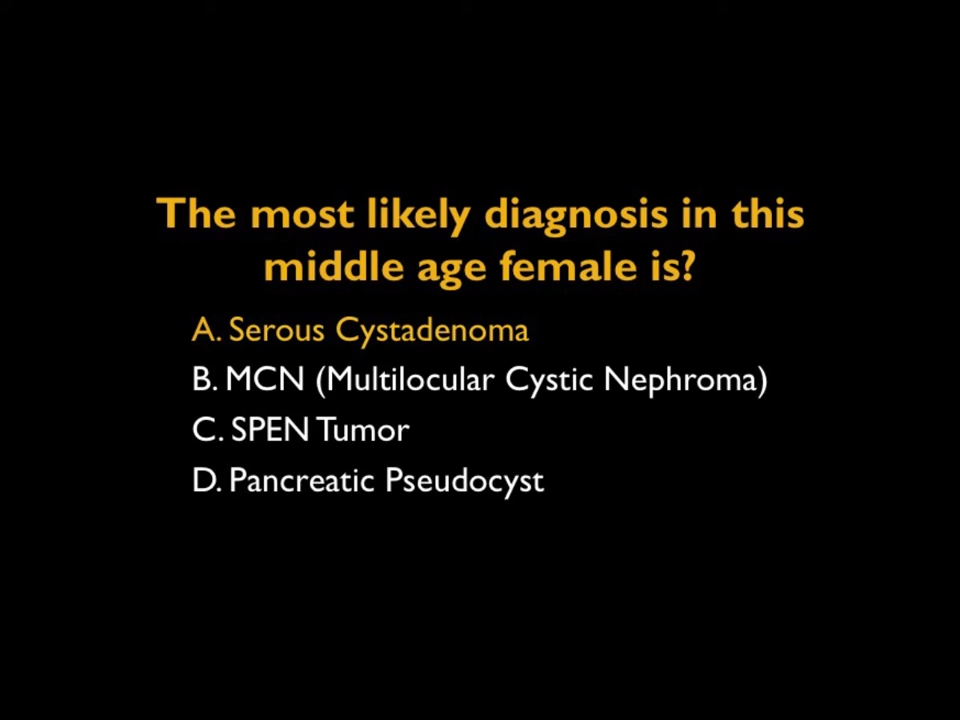 The most likely diagnosis in this
middle age female is?
A. Serous Cystadenoma
B. MCN (Multilocular Cystic Nephroma)
C. SPEN Tumor
D. Pancreatic Pseudocyst